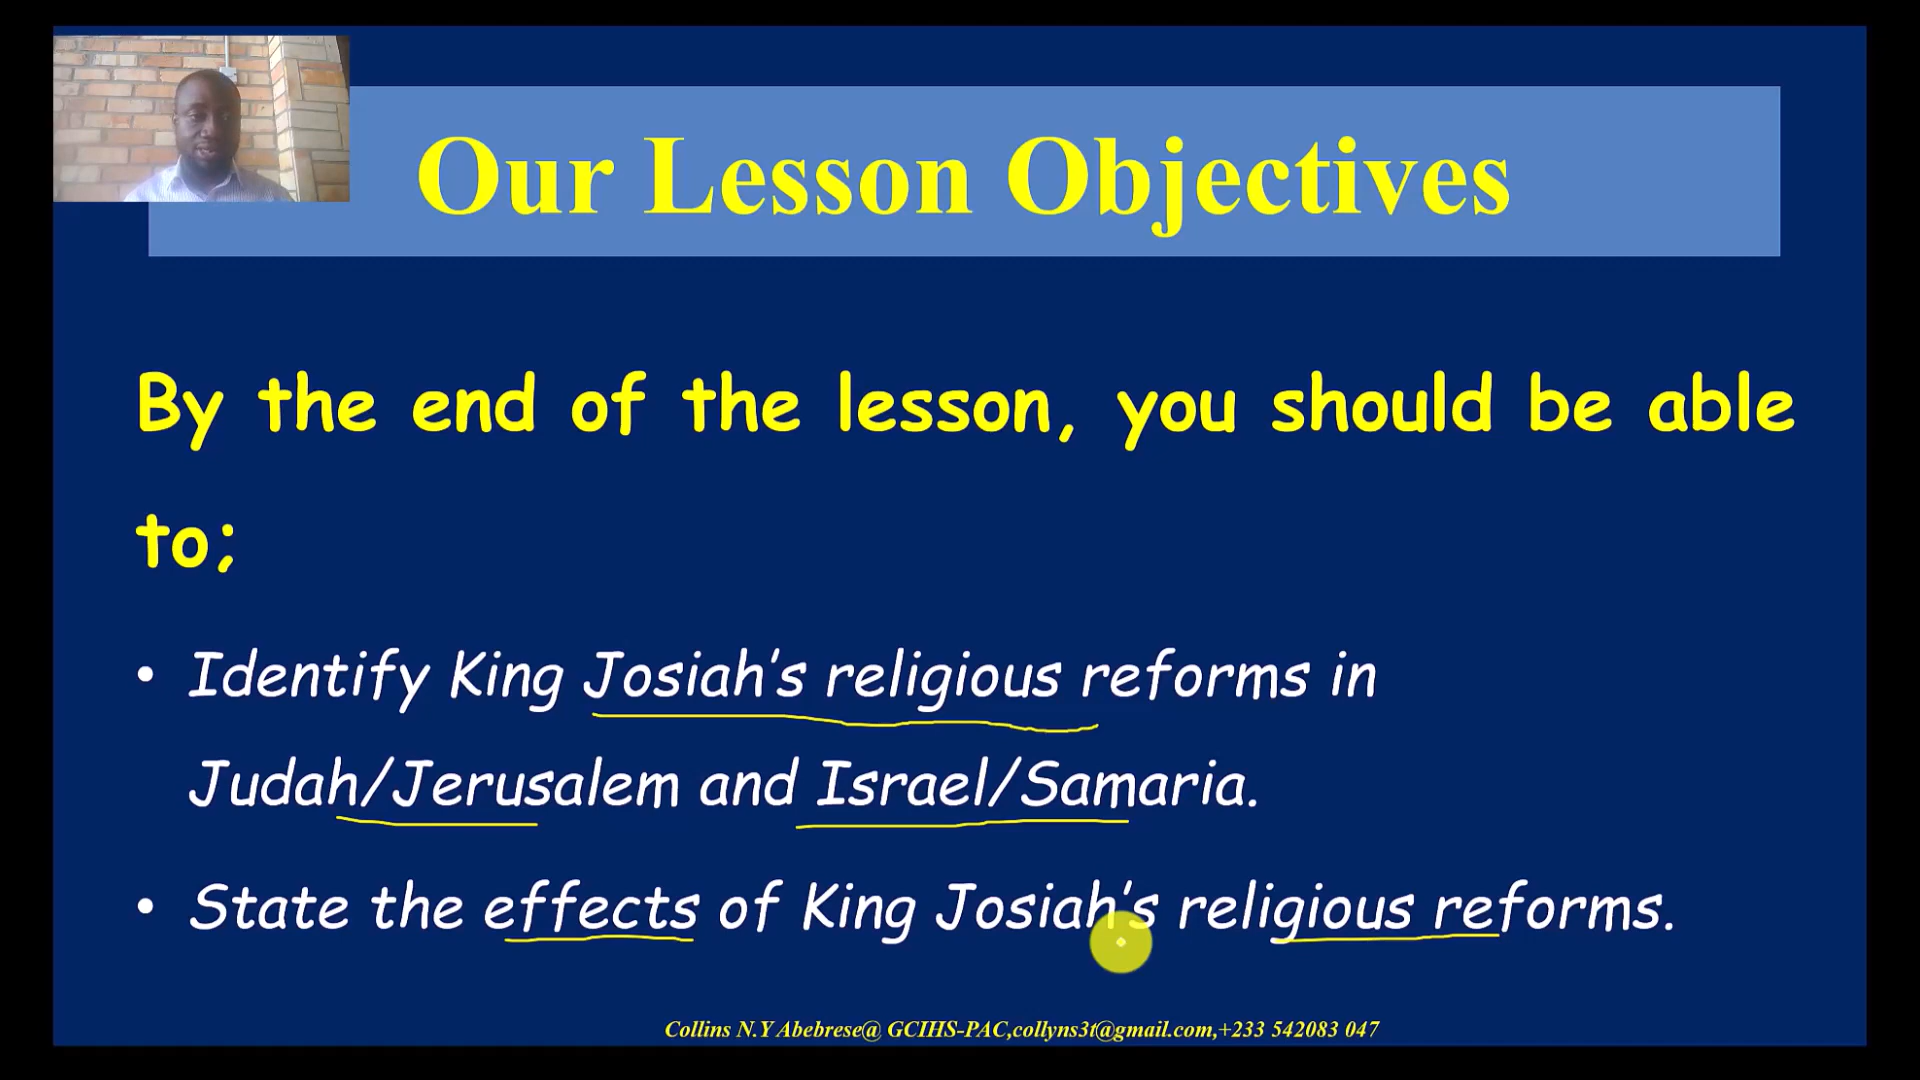 Our Lesson Objectives
By the end of the lesson, you should be able
to;
• Identify King Josiah's religious reforms in
Judah/Jerusalem and Israel/Samaria.
• State the effects of King Josiah's religious reforms.
Collins N.Y Abebrese@ GCIHS-PAC,collyns3t@gmail.com,+233 542083 047